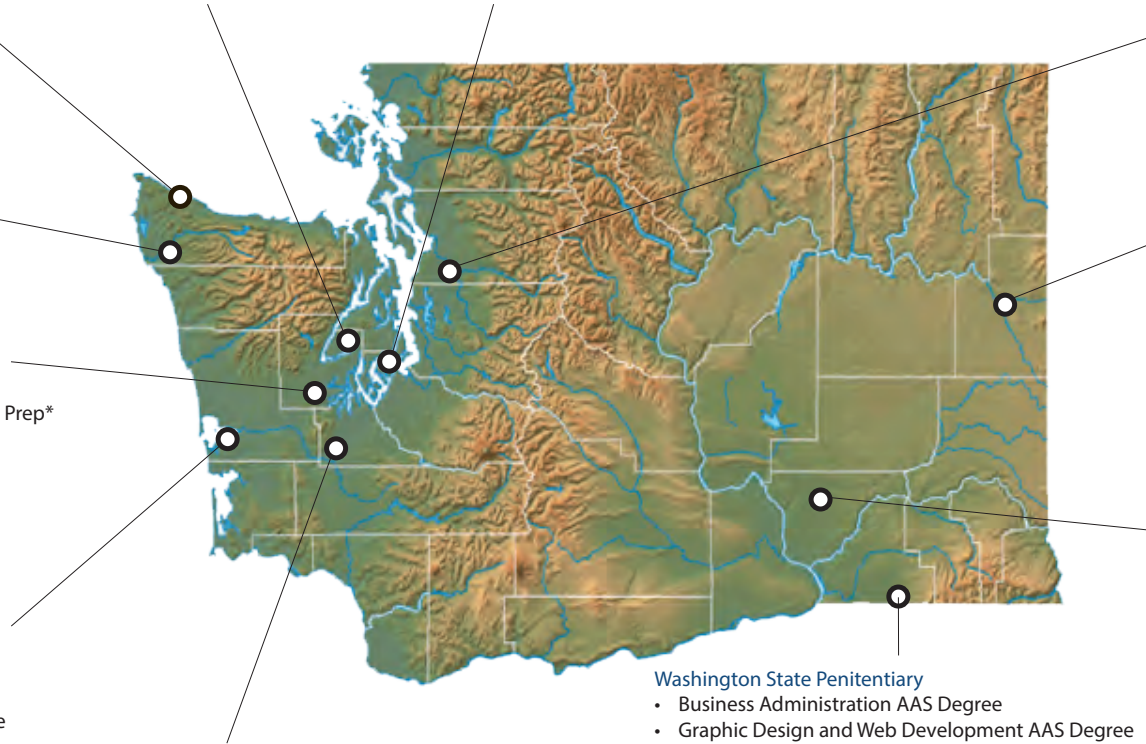 Prep*
Washington State Penitentiary
• Business Administration AAS Degree
• Graphic Design and Web Development AAS Degree
e